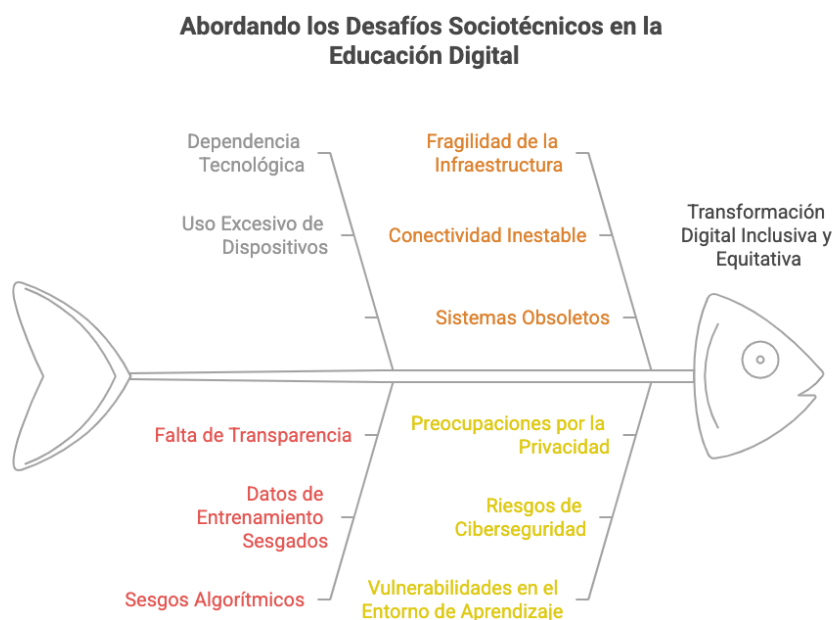 Abordando los Desafíos Sociotécnicos en la
Educación Digital
Dependencia
Tecnológica
Uso Excesivo de
Dispositivos
Fragilidad de la
Infraestructura
Conectividad Inestable
Sistemas Obsoletos
Transformación
Digital Inclusiva y
Equitativa
Falta de Transparencia
Datos de
Entrenamiento
Sesgados
Sesgos Algorítmicos
Preocupaciones por la
Privacidad
Riesgos de
Ciberseguridad
Vulnerabilidades en el
Entorno de Aprendizaje